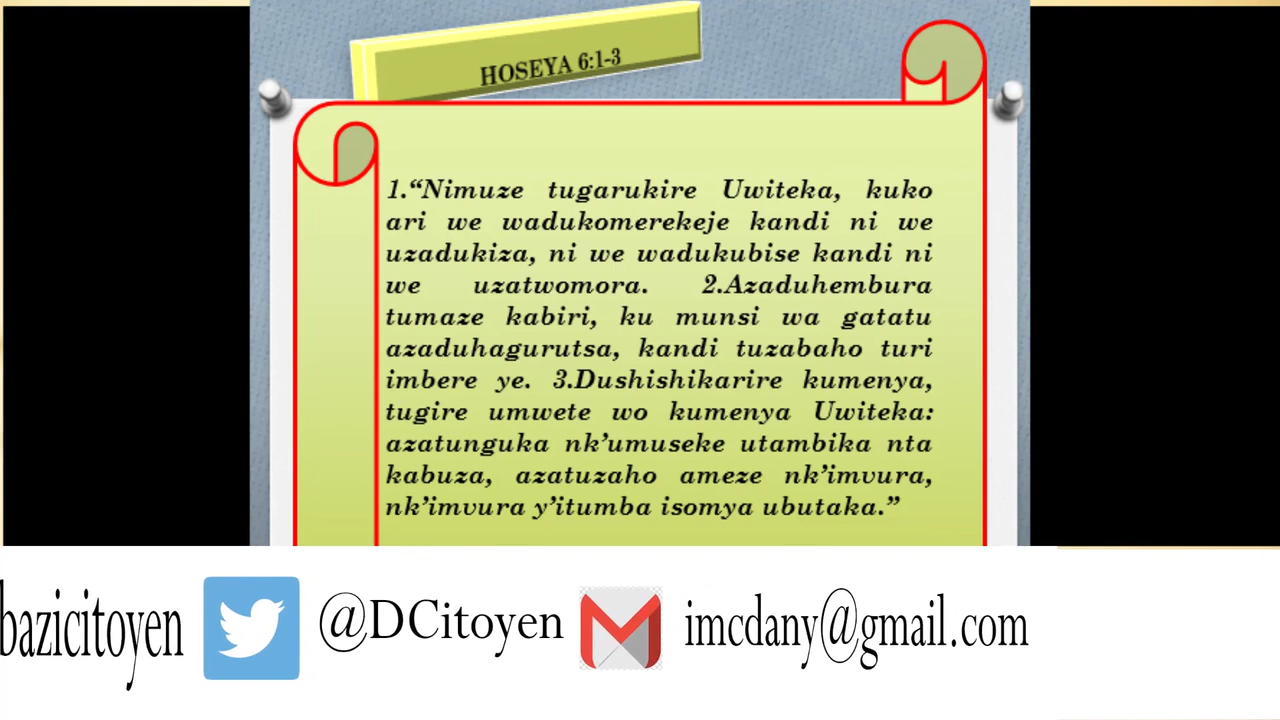 HOSEYA 6:1-3
1.“Nimuze tugarukire Uwiteka, kuko
ari we wadukomerekeje kandi ni we
uzadukiza, ni we wadukubise kandi ni
we uzatwomora. 2.Azaduhembura
tumaze kabiri, ku munsi wa gatatu
azaduhagurutsa, kandi tuzabaho turi
imbere ye. 3.Dushishikarire kumenya,
tugire umwete wo kumenya Uwiteka:
azatunguka nk’umuseke utambika nta
kabuza, azatuzaho ameze nk’imvura,
nk’imvura y’itumba isomya ubutaka.”
bazicitoyen @DCitoyen imcdany@gmail.com